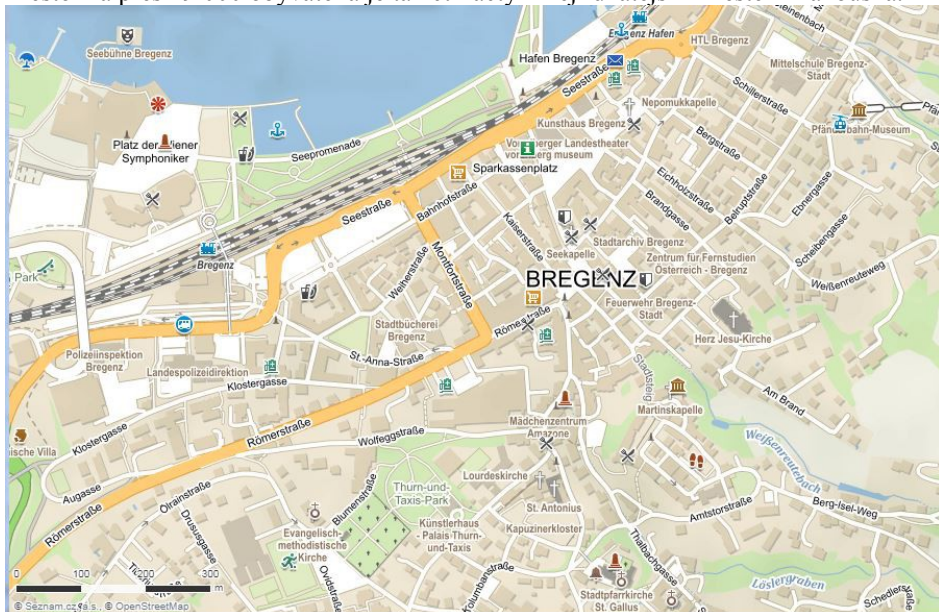 Seebühne Bregenz
Bregenz Hafen
HTL Bregenz
Hafen Bregenz
Mittelschule Bregenz-
Stadt
Seestraße
Schillerstraße
Nepomukkapelle
Platz der Wiener
Symphoniker
Kunsthaus Bregenz
Pfänderbahn-Museum
Seepromenade
Vorarlberger Landestheater
vorarlberg museum
Bergstraße
Sparkassenplatz
Eichholzstraße
Belruptstraße
Ebnergasse
Seestraße
Bahnhofstraße
Kaiserstraße
Brandgasse
Scheibengasse
Bregenz
Montfortstraße
Seekapelle
Stadtarchiv Bregenz
Zentrum für Fernstudien
Österreich - Bregenz
Weißenreuteweg
Park
Weiherstraße
BREGENZ
Feuerwehr Bregenz-
Stadt
Römerstraße
Stadtbücherei
Bregenz
Herz Jesu-Kirche
Polizeiinspektion
Bregenz
St.-Anna-Straße
Landespolizeidirektion
Stadtsteig
Klostergasse
Am Brand
Martinskapelle
Mädchenzentrum
Amazone
Klostergasse
Römerstraße
Wolfeggstraße
Weißenreutebach
Lourdeskirche
Augasse
Olrainstraße
Thurn-und-
Taxis-Park
Blumenstraße
St. Antonius
Amtstorstraße
Berg-Isel-Weg
Römerstraße
Drususgasse
Evangelisch-
methodistische
Kirche
Künstlerhaus
- Palais Thurn-
und-Taxis
Kapuzinerkloster
Thalbachgasse
Ovidstraße
Stadtpfarrkirche
St. Gallus
Löslergraben
0 100 200 300
m
© Seznam.cz a.s., © OpenStreetMap